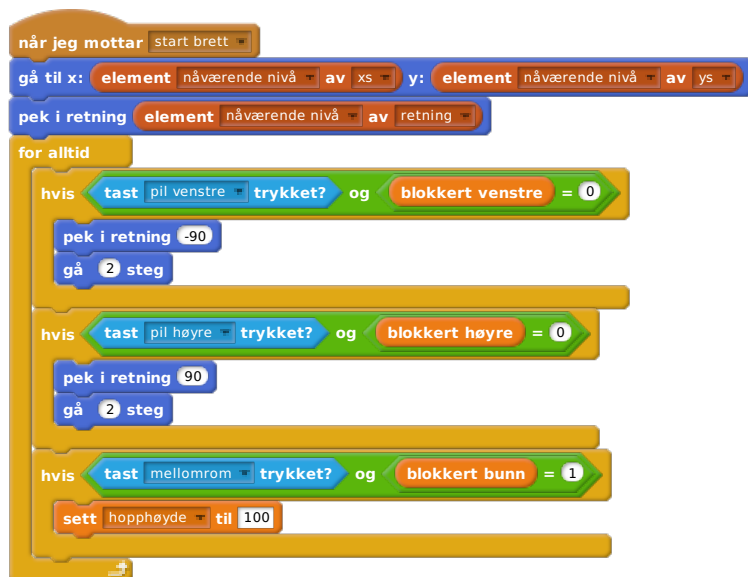 når jeg mottar start brett
gå til x: element nåværende nivå av xs y: element nåværende nivå av ys
pek i retning element nåværende nivå av retning
for alltid
hvis tast pil venstre trykket? og blokkert venstre = 0
pek i retning -90
gå 2 steg
hvis tast pil høyre trykket? og blokkert høyre = 0
pek i retning 90
gå 2 steg
hvis tast mellomrom trykket? og blokkert bunn = 1
sett hopphøyde til 100